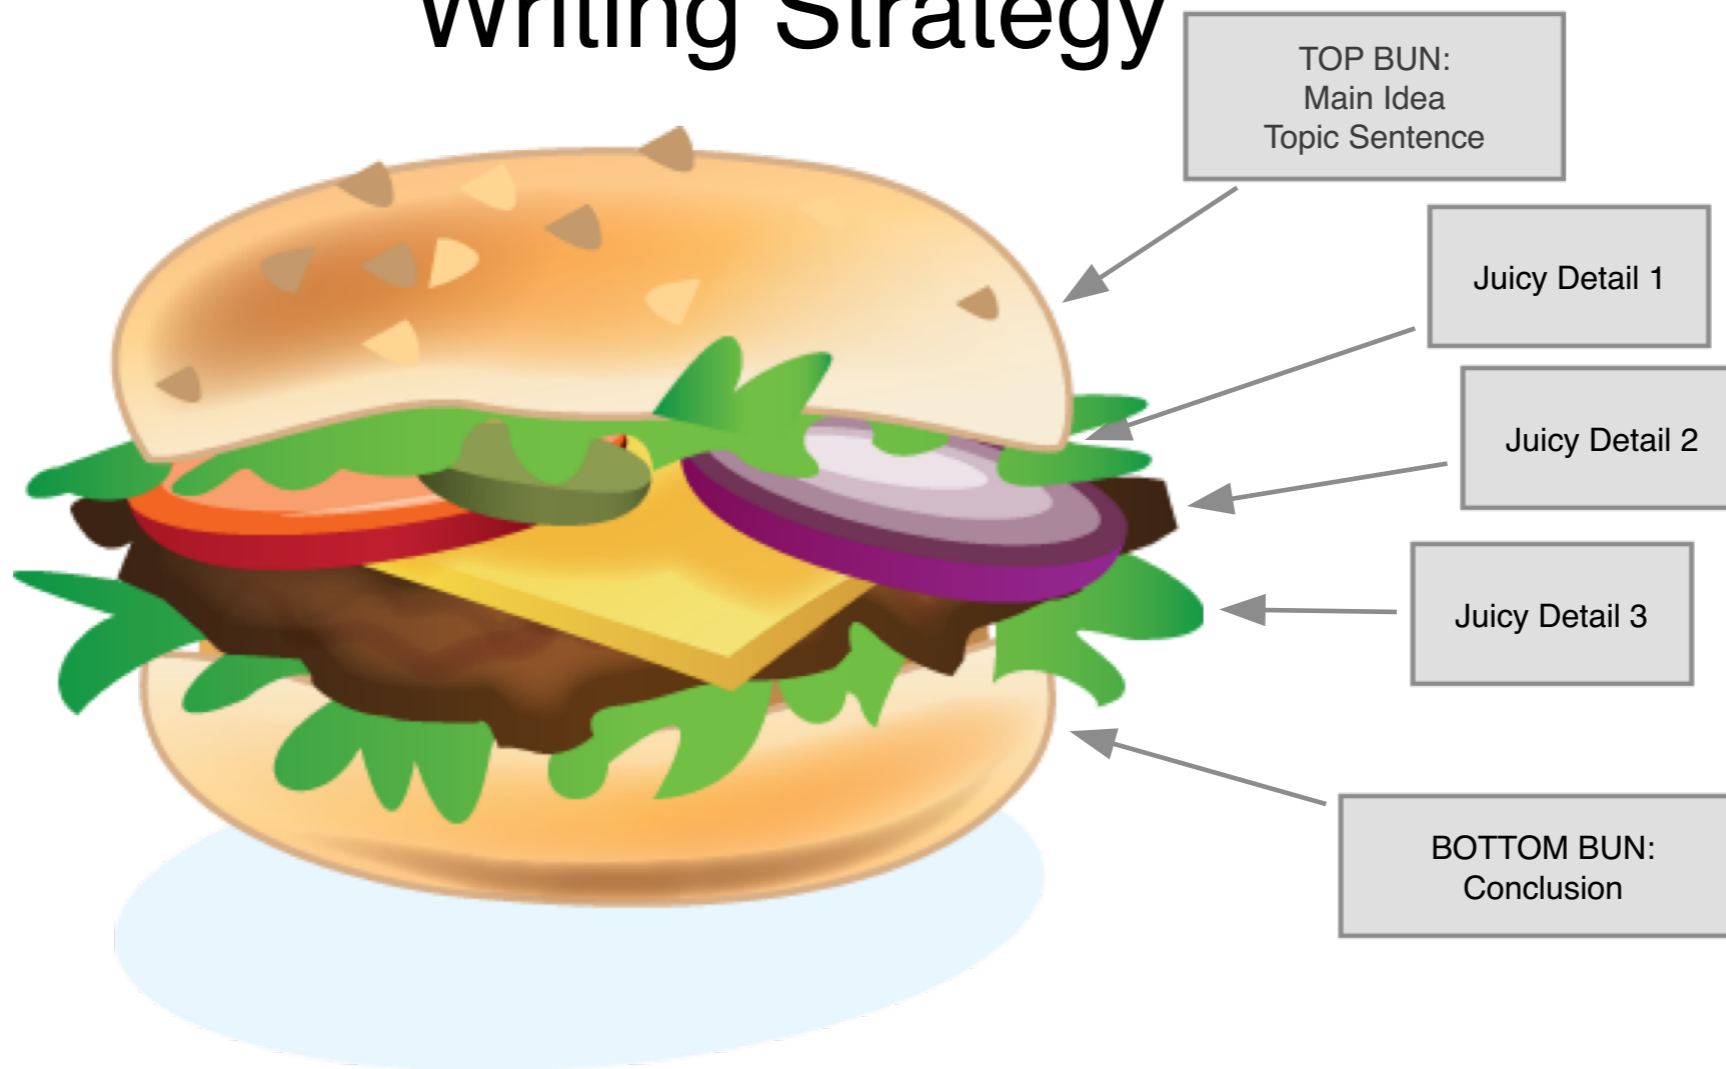 Writing Strategy
TOP BUN:
Main Idea
Topic Sentence
Juicy Detail 1
Juicy Detail 2
Juicy Detail 3
BOTTOM BUN:
Conclusion